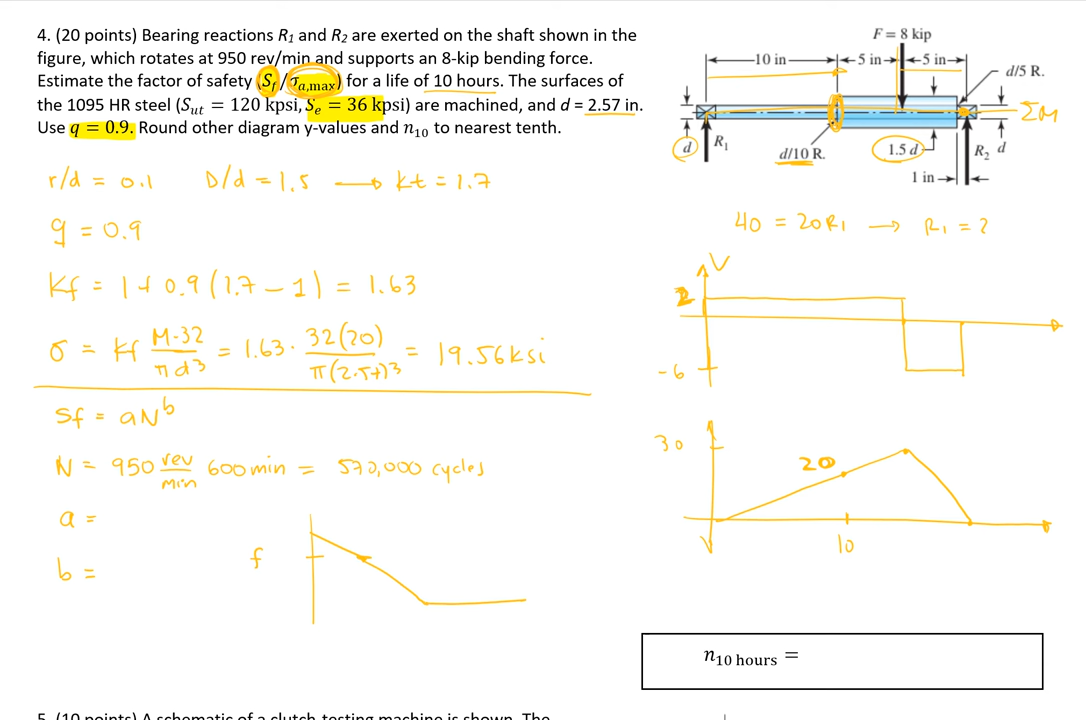 4. (20 points) Bearing reactions R₁ and R₂ are exerted on the shaft shown in the
figure, which rotates at 950 rev/min and supports an 8-kip bending force.
Estimate the factor of safety (S_f/σ_a,max) for a life of 10 hours. The surfaces of
the 1095 HR steel (S_ut = 120 kpsi, S_e = 36 kpsi) are machined, and d = 2.57 in.
Use q = 0.9. Round other diagram y-values and n₁₀ to nearest tenth.
F = 8 kip
10 in
5 in
5 in
d/5 R.
ΣM
d
R₁
d/10 R.
1.5 d
R₂
d
1 in
r/d = 0.1 D/d = 1.5 → kt = 1.7
q = 0.9
kf = 1 + 0.9 (1.7 - 1) = 1.63
σ = kf M·32/πd³ = 1.63 · 32(20)/π(2.57)³ = 19.56 ksi
Sf = aN^b
N = 950 rev/min 600 min = 570,000 cycles
a =
b =
f
40 = 20R₁ → R₁ = 2
V
2
-6
30
20
10
n₁₀ hours =
5. (10 points) A schematic of a clutch-testing machine is shown. The